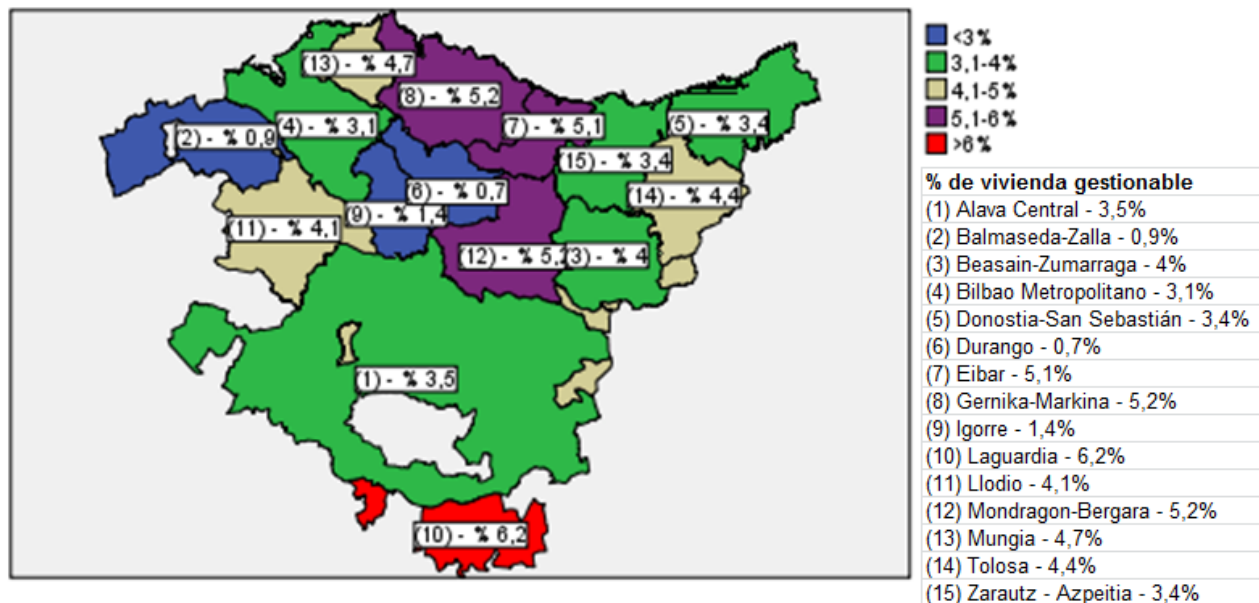 (13) - % 4,7
(8) - % 5,2
(7) - % 5,1
(5) - % 3,4
(2) - % 0,9
(4) - % 3,1
(15) - % 3,4
(6) - % 0,7
(14) - % 4,4
(9) - % 1,4
(11) - % 4,1
(12) - % 5,2
(3) - % 4
(1) - % 3,5
(10) - % 6,2
<3%
3,1-4%
4,1-5%
5,1-6%
>6%
% de vivienda gestionable
(1) Alava Central - 3,5%
(2) Balmaseda-Zalla - 0,9%
(3) Beasain-Zumarraga - 4%
(4) Bilbao Metropolitano - 3,1%
(5) Donostia-San Sebastián - 3,4%
(6) Durango - 0,7%
(7) Eibar - 5,1%
(8) Gernika-Markina - 5,2%
(9) Igorre - 1,4%
(10) Laguardia - 6,2%
(11) Llodio - 4,1%
(12) Mondragon-Bergara - 5,2%
(13) Mungia - 4,7%
(14) Tolosa - 4,4%
(15) Zarautz - Azpeitia - 3,4%